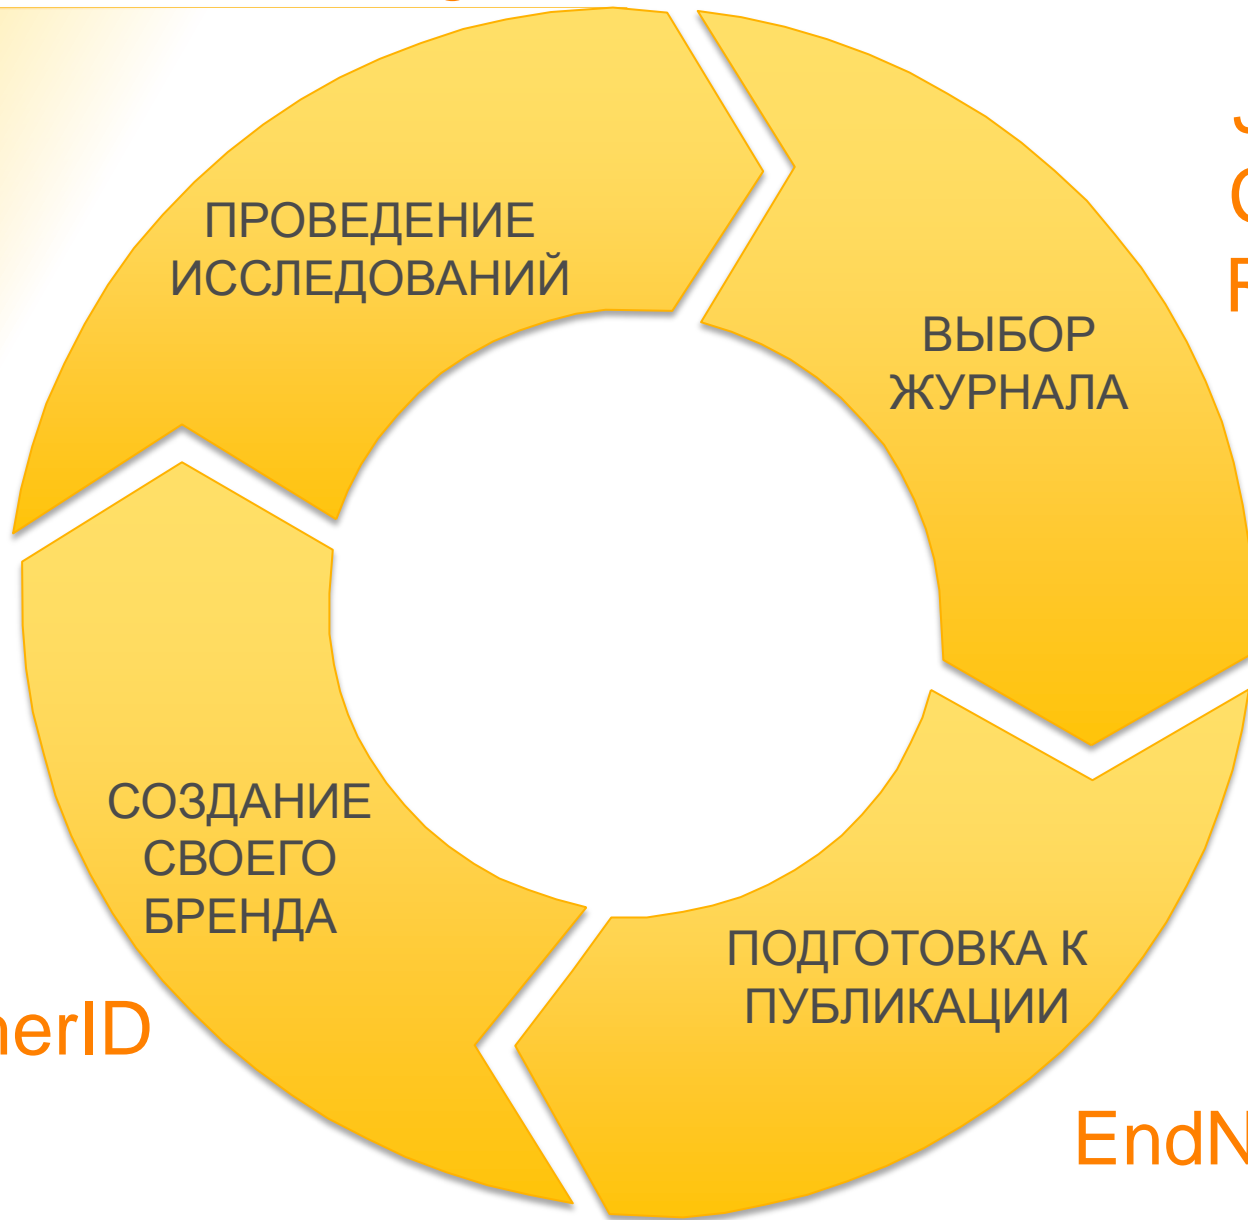 ПРОВЕДЕНИЕ
ИССЛЕДОВАНИЙ
ВЫБОР
ЖУРНАЛА
СОЗДАНИЕ
СВОЕГО
БРЕНДА
ПОДГОТОВКА К
ПУБЛИКАЦИИ
herID
EndN